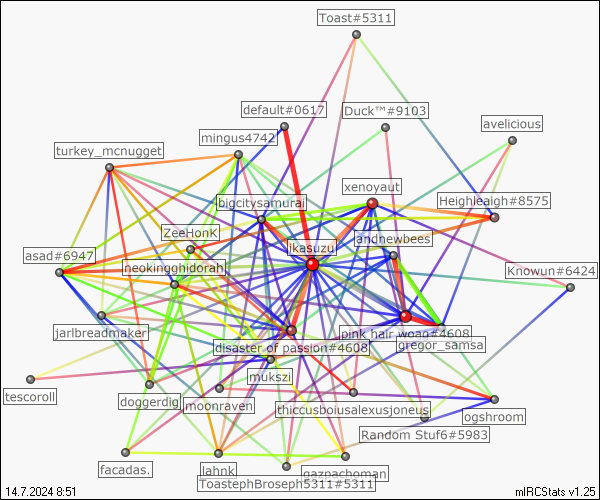 Toast#5311
default#0617
Duck™#9103
avelicious
mingus4742
turkey_mcnugget
xenoyaut
bigcitysamurai
Heighleaigh#8575
ZeeHonK
jkasuzu
andnewbees
asad#6947
neokingghidorah
Knowun#6424
jarlbreadmaker
pink hair woag#4608
disaster of passion#4608
gregor_samsa
mukszi
tescoroll
doggerdig
moonraven
thiccusboiusalexusjoneus
ogshroom
Random Stuf6#5983
facadas.
lahnk
gazpachoman
ToastephBroseph5311#5311
14.7.2024 8:51
mIRCStats v1.25